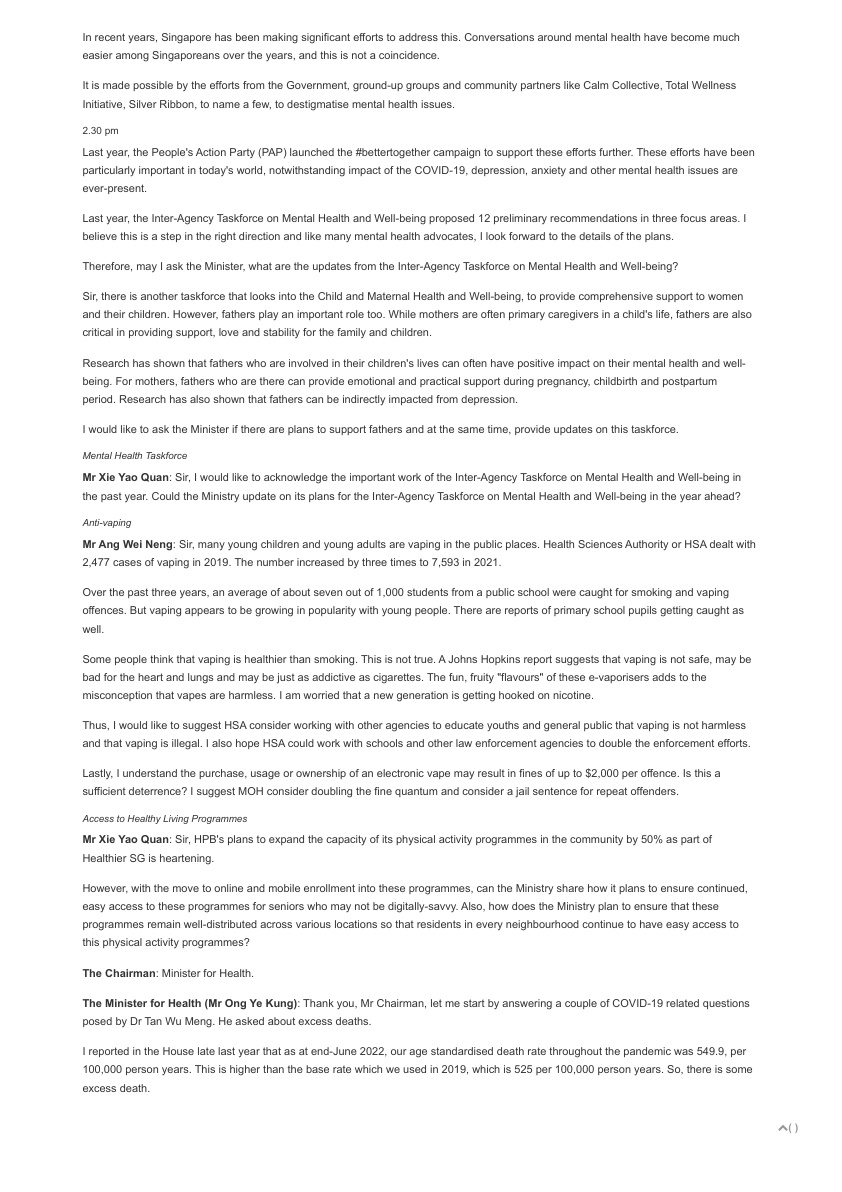 In recent years, Singapore has been making significant efforts to address this. Conversations around mental health have become much
easier among Singaporeans over the years, and this is not a coincidence.
It is made possible by the efforts from the Government, ground-up groups and community partners like Calm Collective, Total Wellness
Initiative, Silver Ribbon, to name a few, to destigmatise mental health issues.
2.30 pm
Last year, the People's Action Party (PAP) launched the #bettertogether campaign to support these efforts further. These efforts have been
particularly important in today's world, notwithstanding impact of the COVID-19, depression, anxiety and other mental health issues are
ever-present.
Last year, the Inter-Agency Taskforce on Mental Health and Well-being proposed 12 preliminary recommendations in three focus areas. I
believe this is a step in the right direction and like many mental health advocates, I look forward to the details of the plans.
Therefore, may I ask the Minister, what are the updates from the Inter-Agency Taskforce on Mental Health and Well-being?
Sir, there is another taskforce that looks into the Child and Maternal Health and Well-being, to provide comprehensive support to women
and their children. However, fathers play an important role too. While mothers are often primary caregivers in a child's life, fathers are also
critical in providing support, love and stability for the family and children.
Research has shown that fathers who are involved in their children's lives can often have positive impact on their mental health and well-
being. For mothers, fathers who are there can provide emotional and practical support during pregnancy, childbirth and postpartum
period. Research has also shown that fathers can be indirectly impacted from depression.
I would like to ask the Minister if there are plans to support fathers and at the same time, provide updates on this taskforce.
Mental Health Taskforce
Mr Xie Yao Quan: Sir, I would like to acknowledge the important work of the Inter-Agency Taskforce on Mental Health and Well-being in
the past year. Could the Ministry update on its plans for the Inter-Agency Taskforce on Mental Health and Well-being in the year ahead?
Anti-vaping
Mr Ang Wei Neng: Sir, many young children and young adults are vaping in the public places. Health Sciences Authority or HSA dealt with
2,477 cases of vaping in 2019. The number increased by three times to 7,593 in 2021.
Over the past three years, an average of about seven out of 1,000 students from a public school were caught for smoking and vaping
offences. But vaping appears to be growing in popularity with young people. There are reports of primary school pupils getting caught as
well.
Some people think that vaping is healthier than smoking. This is not true. A Johns Hopkins report suggests that vaping is not safe, may be
bad for the heart and lungs and may be just as addictive as cigarettes. The fun, fruity "flavours" of these e-vaporisers adds to the
misconception that vapes are harmless. I am worried that a new generation is getting hooked on nicotine.
Thus, I would like to suggest HSA consider working with other agencies to educate youths and general public that vaping is not harmless
and that vaping is illegal. I also hope HSA could work with schools and other law enforcement agencies to double the enforcement efforts.
Lastly, I understand the purchase, usage or ownership of an electronic vape may result in fines of up to $2,000 per offence. Is this a
sufficient deterrence? I suggest MOH consider doubling the fine quantum and consider a jail sentence for repeat offenders.
Access to Healthy Living Programmes
Mr Xie Yao Quan: Sir, HPB's plans to expand the capacity of its physical activity programmes in the community by 50% as part of
Healthier SG is heartening.
However, with the move to online and mobile enrollment into these programmes, can the Ministry share how it plans to ensure continued,
easy access to these programmes for seniors who may not be digitally-savvy. Also, how does the Ministry plan to ensure that these
programmes remain well-distributed across various locations so that residents in every neighbourhood continue to have easy access to
this physical activity programmes?
The Chairman: Minister for Health.
The Minister for Health (Mr Ong Ye Kung): Thank you, Mr Chairman, let me start by answering a couple of COVID-19 related questions
posed by Dr Tan Wu Meng. He asked about excess deaths.
I reported in the House late last year that as at end-June 2022, our age standardised death rate throughout the pandemic was 549.9, per
100,000 person years. This is higher than the base rate which we used in 2019, which is 525 per 100,000 person years. So, there is some
excess death.
( )